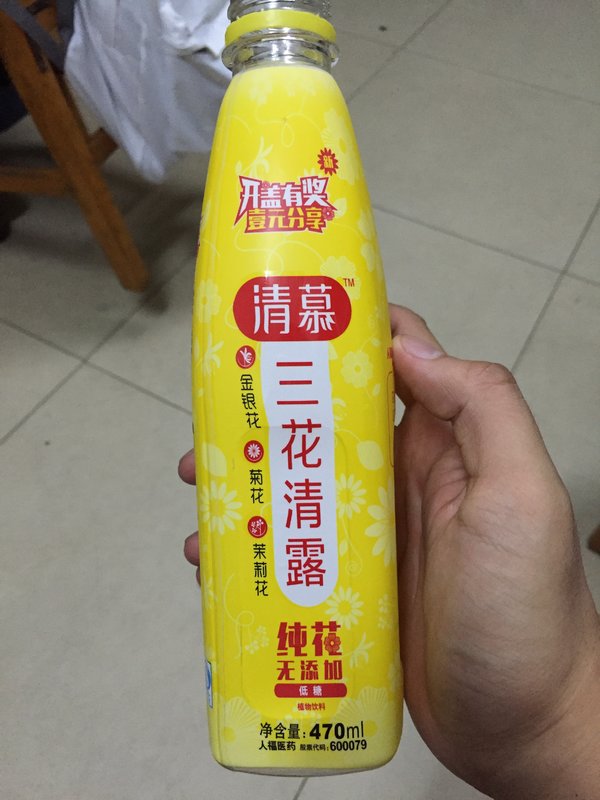 新
开盖有奖
壹元分享
清慕TM
三花清露
金银花
菊花
茉莉花
纯花
无添加
低糖
植物饮料
净含量:470ml
人福医药 股票代码:600079